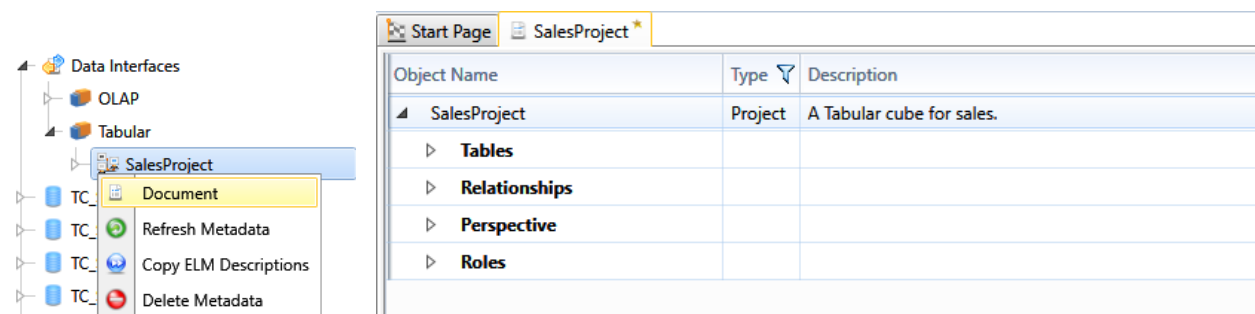 Data Interfaces
OLAP
Tabular
SalesProject
Document
TC_
Refresh Metadata
TC_
Copy ELM Descriptions
TC_
Delete Metadata
TC_
Start Page SalesProject*
Object Name Type Description
SalesProject Project A Tabular cube for sales.
Tables
Relationships
Perspective
Roles